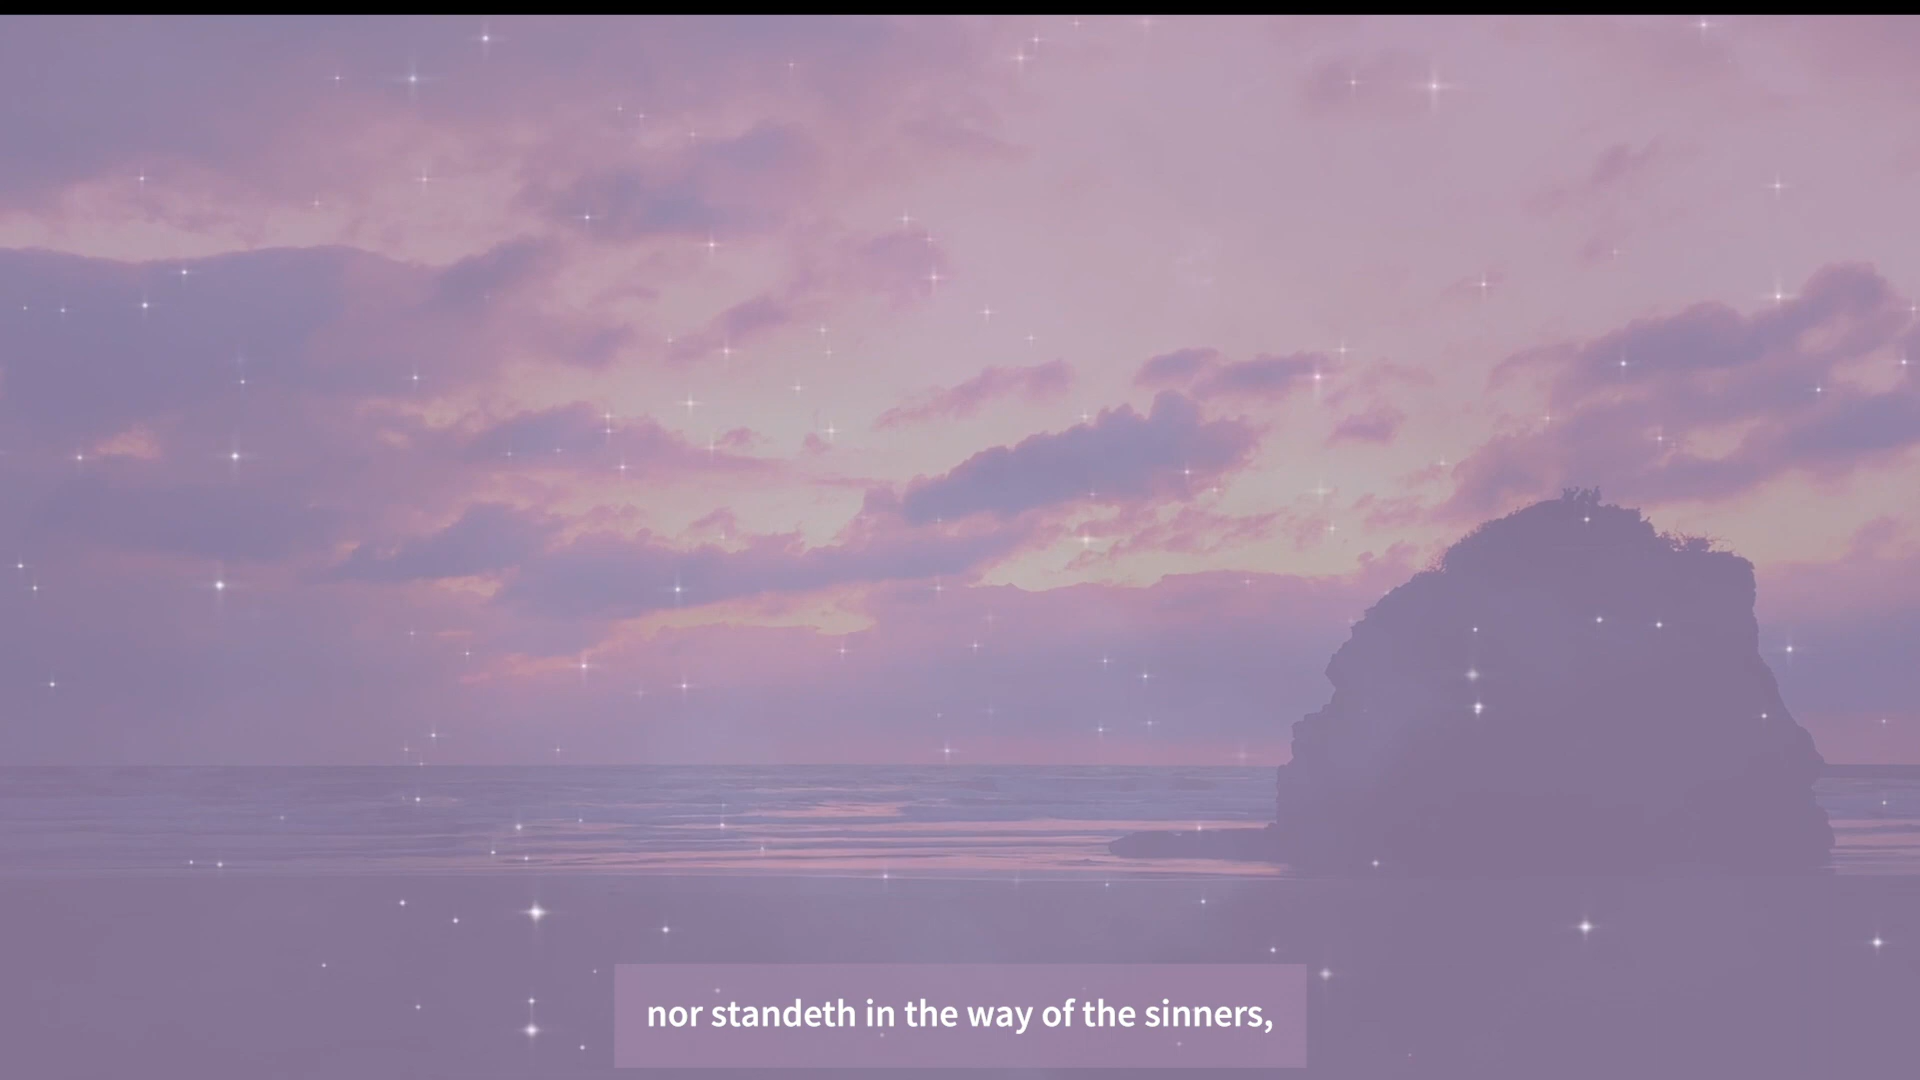 nor standeth in the way of the sinners,